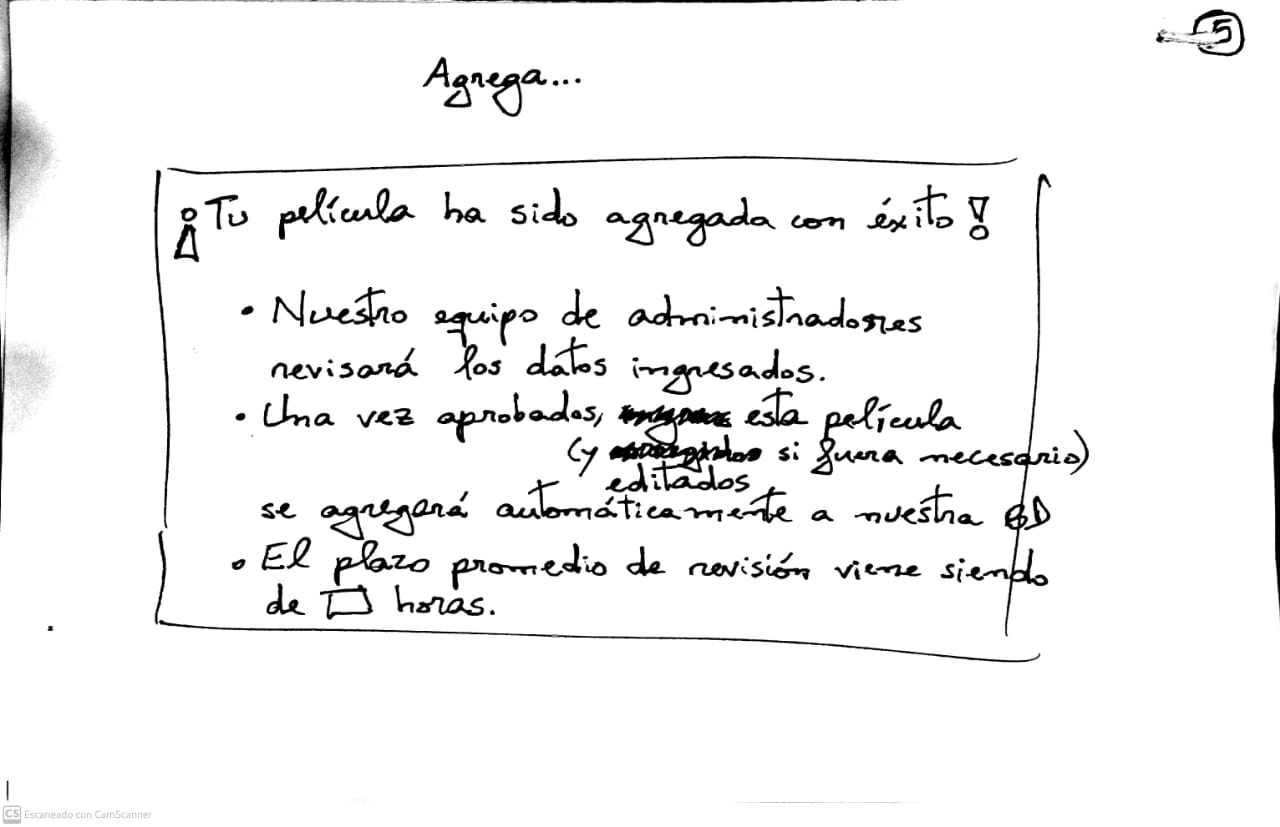 5
Agrega...
¡Tu película ha sido agregada con éxito!
• Nuestro equipo de administradores
revisará los datos ingresados.
• Una vez aprobados, esta película
(y si fuera necesario)
editados
se agregará automáticamente a nuestra BD
• El plazo promedio de revisión viene siendo
de horas.
CS Escaneado con CamScanner